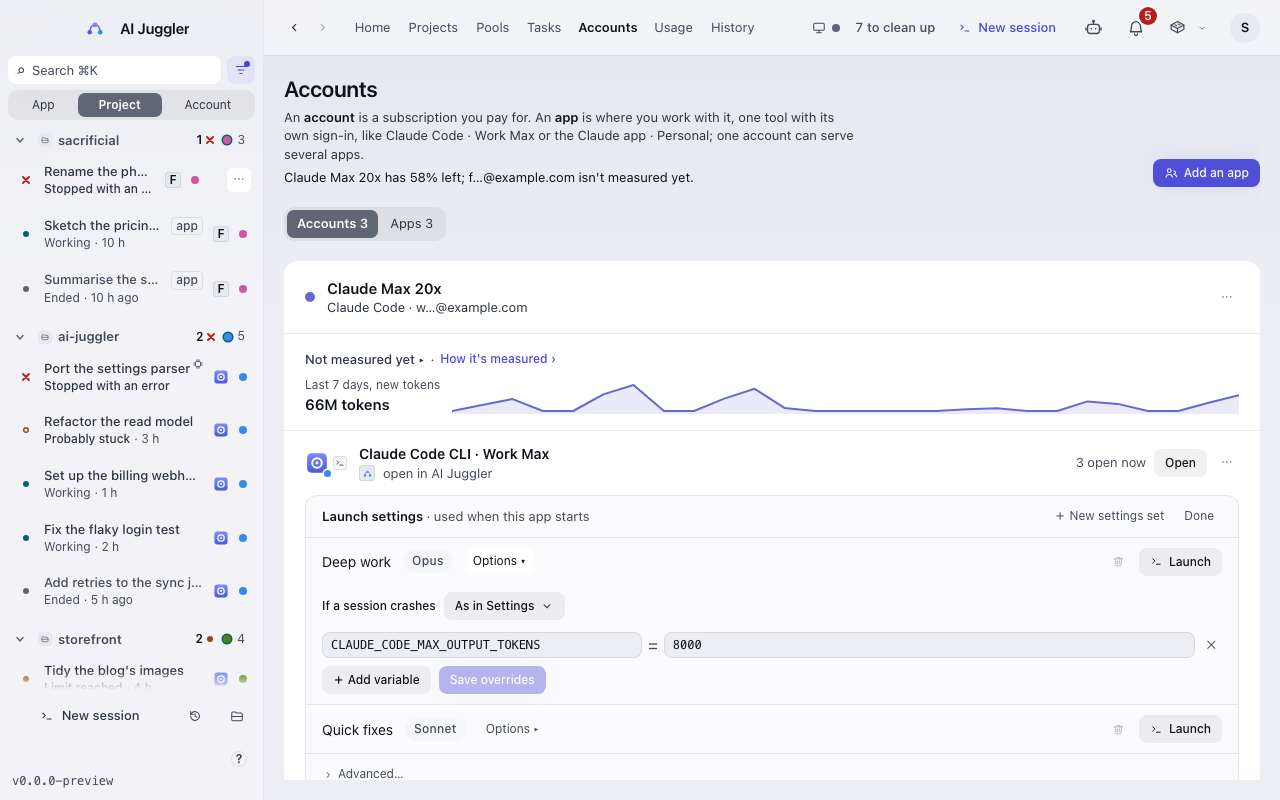 AI Juggler
Search ⌘K
App Project Account
sacrificial 1 3
Rename the ph... F
Stopped with an ...
Sketch the pricin... app F
Working · 10 h
Summarise the s... app F
Ended · 10 h ago
ai-juggler 2 5
Port the settings parser
Stopped with an error
Refactor the read model
Probably stuck · 3 h
Set up the billing webh...
Working · 1 h
Fix the flaky login test
Working · 2 h
Add retries to the sync j...
Ended · 5 h ago
storefront 2 4
Tidy the blog's images
Limit reached · 4 h
New session
?
v0.0.0-preview
Home Projects Pools Tasks Accounts Usage History 7 to clean up New session 5 S
Accounts
An account is a subscription you pay for. An app is where you work with it, one tool with its
own sign-in, like Claude Code · Work Max or the Claude app · Personal; one account can serve
several apps.
Claude Max 20x has 58% left; f...@example.com isn't measured yet.
Add an app
Accounts 3 Apps 3
Claude Max 20x
Claude Code · w...@example.com
Not measured yet · How it's measured ›
Last 7 days, new tokens
66M tokens
Claude Code CLI · Work Max
open in AI Juggler
3 open now Open
Launch settings · used when this app starts + New settings set Done
Deep work Opus Options Launch
If a session crashes As in Settings
CLAUDE_CODE_MAX_OUTPUT_TOKENS = 8000
+ Add variable Save overrides
Quick fixes Sonnet Options Launch
Advanced...